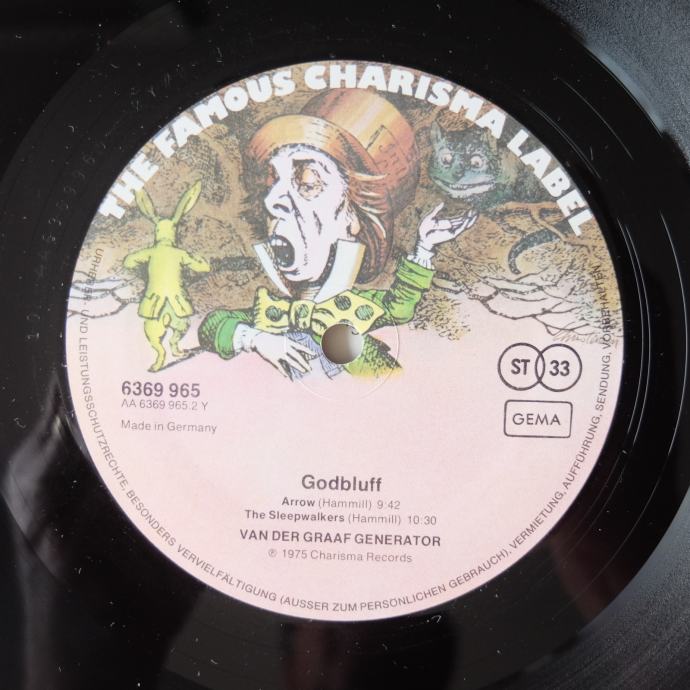 THE FAMOUS CHARISMA LABEL
6369 965
AA 6369 965.2 Y
Made in Germany
ST 33
GEMA
Godbluff
Arrow (Hammill) 9:42
The Sleepwalkers (Hammill) 10:30
VAN DER GRAAF GENERATOR
℗ 1975 Charisma Records
URHEBER- UND LEISTUNGSSCHUTZRECHTE, BESONDERS VERVIELFÄLTIGUNG (AUSSER ZUM PERSÖNLICHEN GEBRAUCH), VERMIETUNG, AUFFÜHRUNG, SENDUNG, VORBEHALTEN